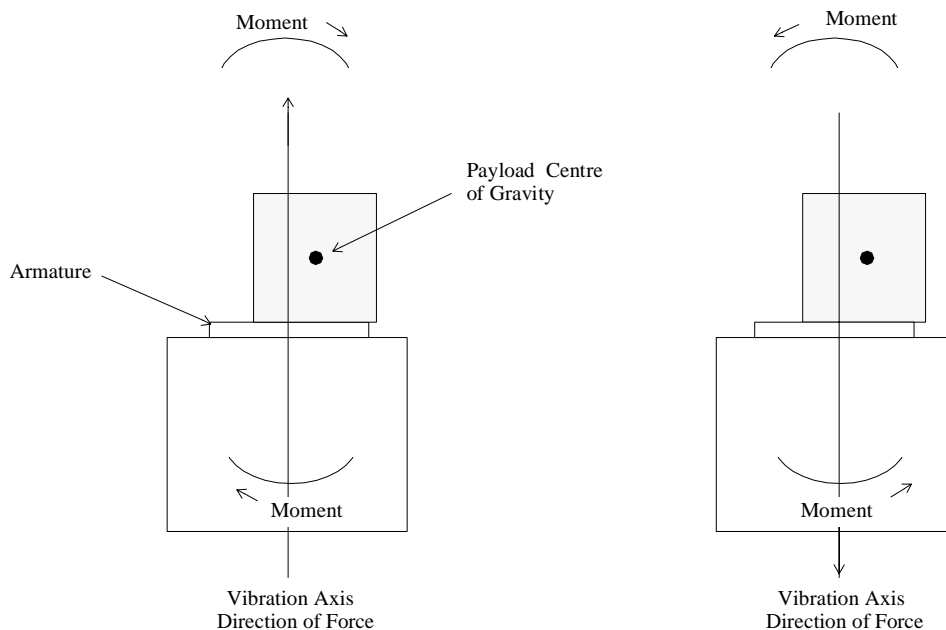 Moment
Moment
Payload Centre
of Gravity
Armature
Moment
Moment
Vibration Axis
Direction of Force
Vibration Axis
Direction of Force